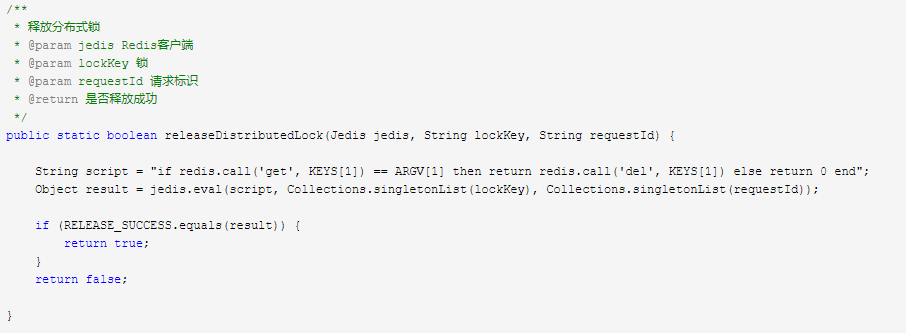 /**
 * 释放分布式锁
 * @param jedis Redis客户端
 * @param lockKey 锁
 * @param requestId 请求标识
 * @return 是否释放成功
 */
public static boolean releaseDistributedLock(Jedis jedis, String lockKey, String requestId) {
    String script = "if redis.call('get', KEYS[1]) == ARGV[1] then return redis.call('del', KEYS[1]) else return 0 end";
    Object result = jedis.eval(script, Collections.singletonList(lockKey), Collections.singletonList(requestId));
    if (RELEASE_SUCCESS.equals(result)) {
        return true;
    }
    return false;
}